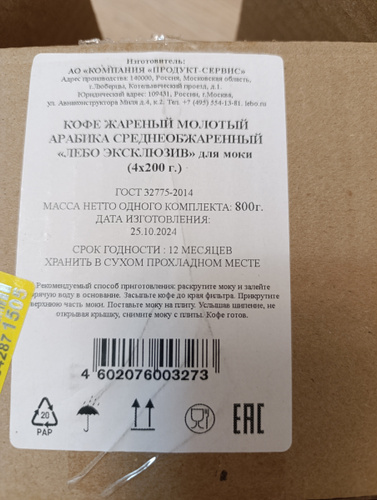 Изготовитель:
АО «КОМПАНИЯ «ПРОДУКТ-СЕРВИС»
Адрес производства: 140000, Россия, Московская область,
г.Люберцы, Котельнический проезд, д.1.
Юридический адрес: 109431, Россия, г.Москва,
ул. Авиаконструктора Миля д.4, к.2. Тел +7 (495) 554-13-81. lebo.ru
КОФЕ ЖАРЕНЫЙ МОЛОТЫЙ
АРАБИКА СРЕДНЕОБЖАРЕННЫЙ
«ЛЕБО ЭКСКЛЮЗИВ» для моки
(4х200 г.)
ГОСТ 32775-2014
МАССА НЕТТО ОДНОГО КОМПЛЕКТА: 800г.
ДАТА ИЗГОТОВЛЕНИЯ:
25.10.2024
СРОК ГОДНОСТИ : 12 МЕСЯЦЕВ
ХРАНИТЬ В СУХОМ ПРОХЛАДНОМ МЕСТЕ
Рекомендуемый способ приготовления: раскрутите моку и залейте
горячую воду в основание. Засыпьте кофе до края фильтра. Прикрутите
верхнюю часть моки. Поставьте моку на плиту. Услышав шипение, не
открывая крышку, снимите моку с плиты. Кофе готов.
4 602076003273
20
PAP
EAC